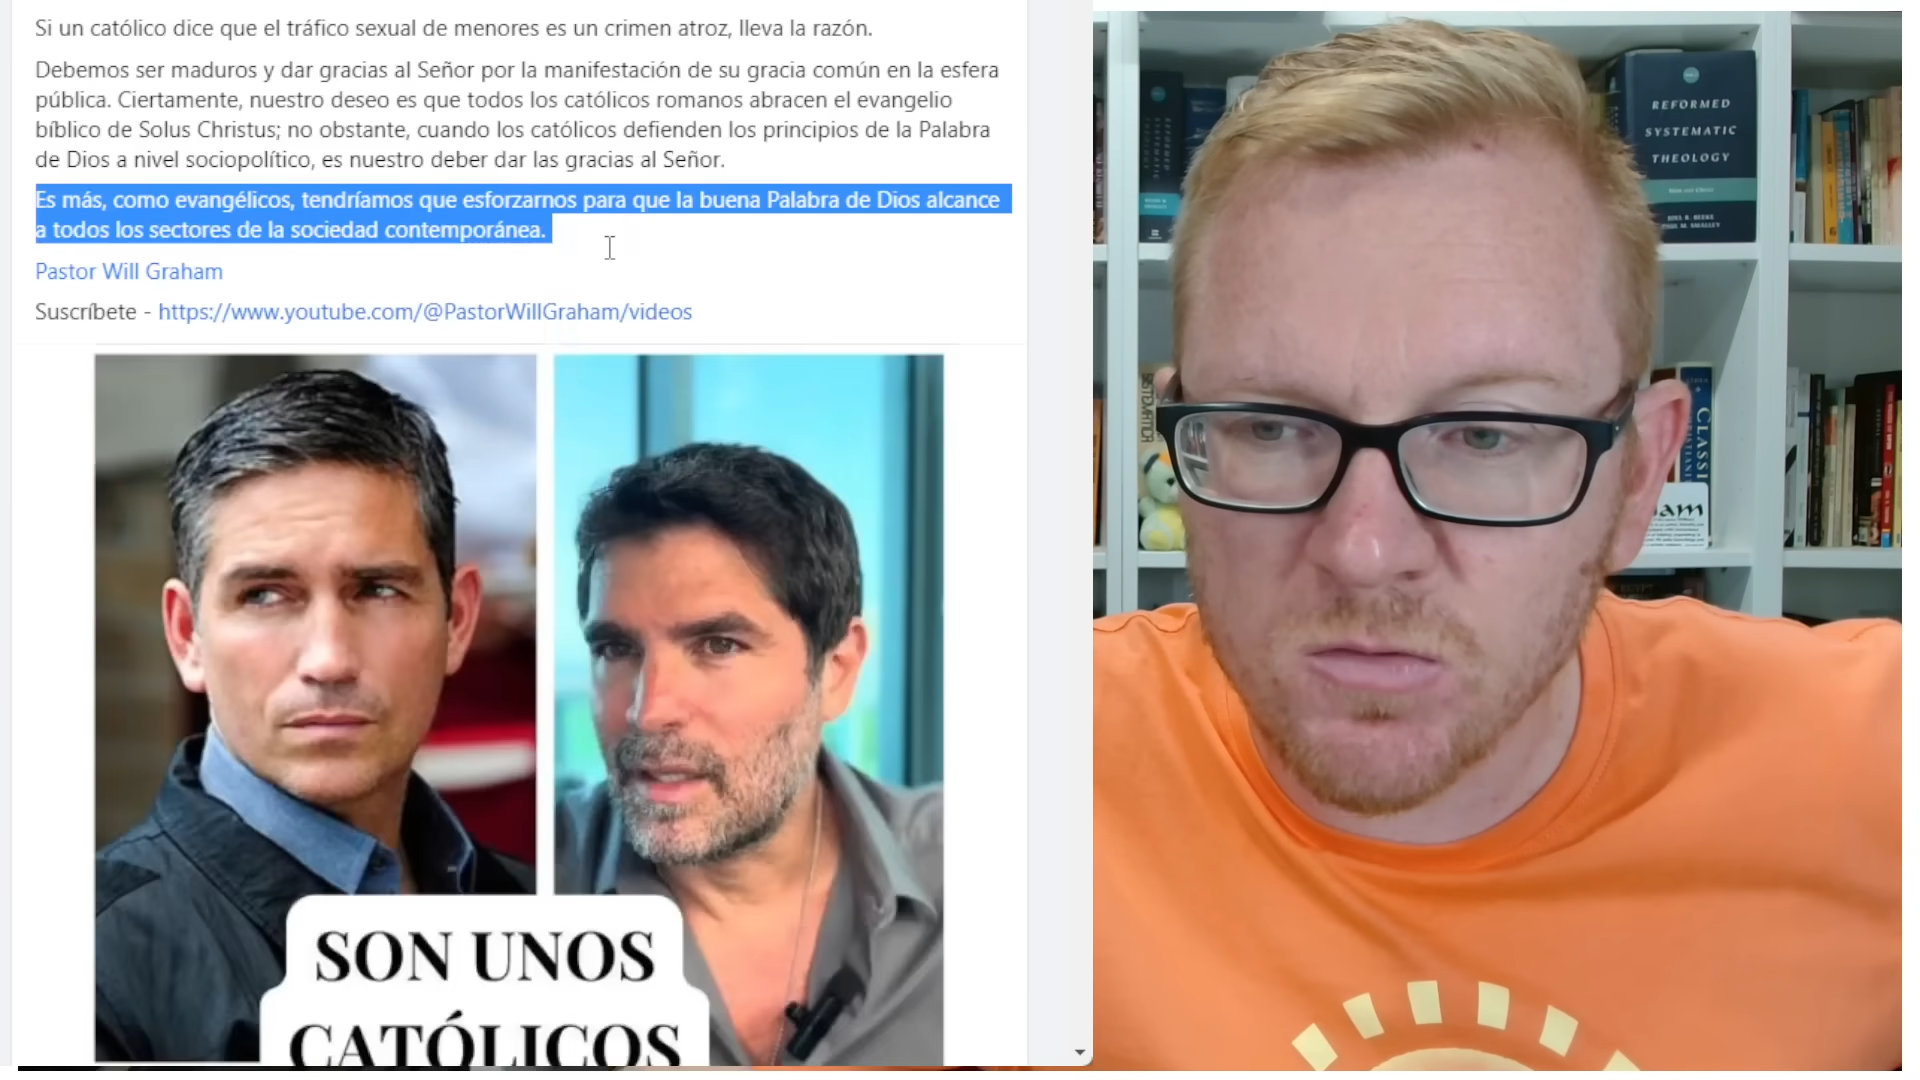 Si un católico dice que el tráfico sexual de menores es un crimen atroz, lleva la razón.
Debemos ser maduros y dar gracias al Señor por la manifestación de su gracia común en la esfera
pública. Ciertamente, nuestro deseo es que todos los católicos romanos abracen el evangelio
bíblico de Solus Christus; no obstante, cuando los católicos defienden los principios de la Palabra
de Dios a nivel sociopolítico, es nuestro deber dar las gracias al Señor.
Es más, como evangélicos, tendríamos que esforzarnos para que la buena Palabra de Dios alcance
a todos los sectores de la sociedad contemporánea.
Pastor Will Graham
Suscríbete - https://www.youtube.com/@PastorWillGraham/videos
SON UNOS
CATÓLICOS
REFORMED
SYSTEMATIC
THEOLOGY
JOEL R. BEEKE
PAUL M. SMALLEY